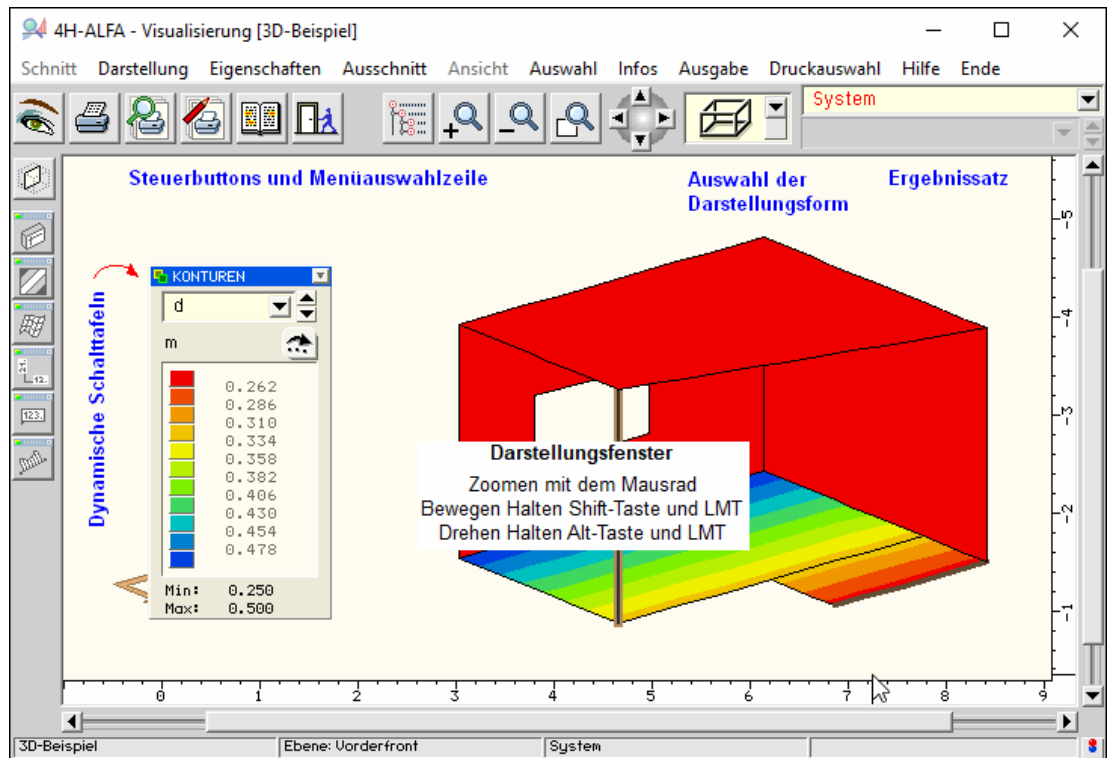 4H-ALFA - Visualisierung [3D-Beispiel]
Schnitt Darstellung Eigenschaften Ausschnitt Ansicht Auswahl Infos Ausgabe Druckauswahl Hilfe Ende
System
Steuerbuttons und Menüauswahlzeile
Auswahl der
Darstellungsform
Ergebnissatz
Dynamische Schalttafeln
KONTUREN
d
m
0.262
0.286
0.310
0.334
0.358
0.382
0.406
0.430
0.454
0.478
Min: 0.250
Max: 0.500
12.
123.
Darstellungsfenster
Zoomen mit dem Mausrad
Bewegen Halten Shift-Taste und LMT
Drehen Halten Alt-Taste und LMT
-5
-4
-3
-2
-1
0 1 2 3 4 5 6 7 8 9
3D-Beispiel Ebene: Vorderfront System